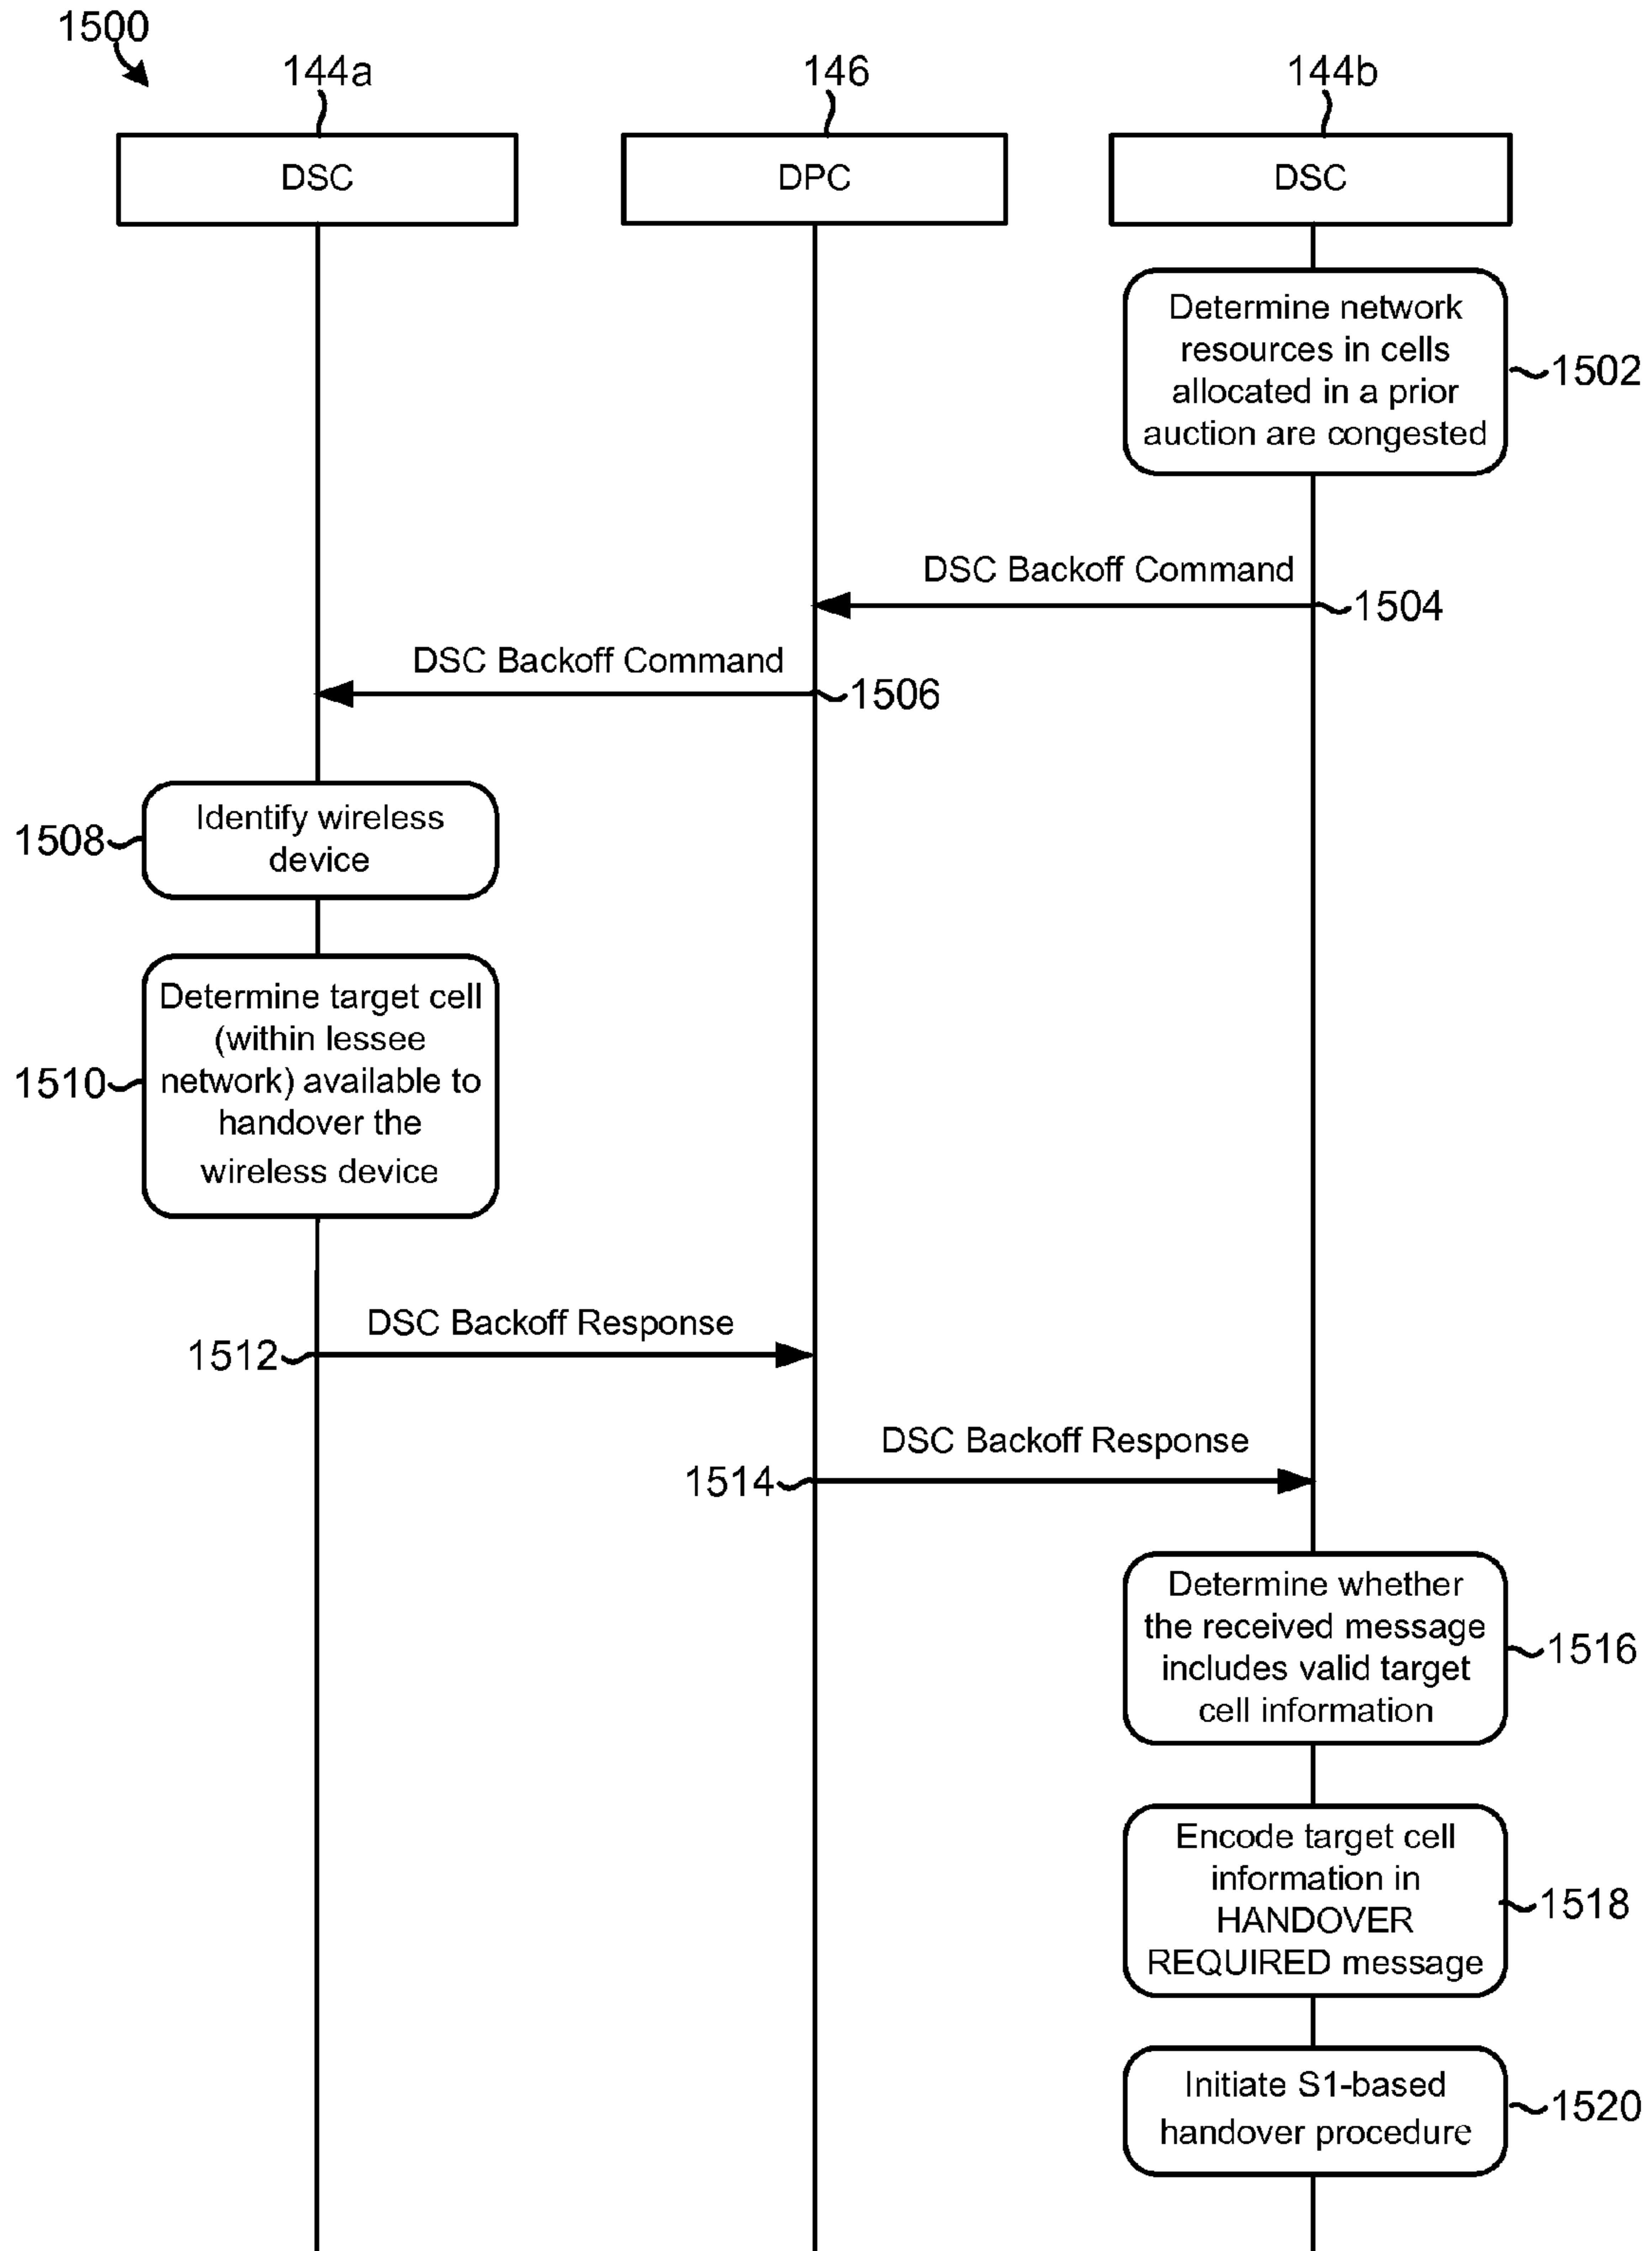 1500
144a
146
144b
DSC
DPC
DSC
Determine network
resources in cells
allocated in a prior
auction are congested
1502
DSC Backoff Command
1504
DSC Backoff Command
1506
1508
Identify wireless
device
1510
Determine target cell
(within lessee
network) available to
handover the
wireless device
DSC Backoff Response
1512
DSC Backoff Response
1514
Determine whether
the received message
includes valid target
cell information
1516
Encode target cell
information in
HANDOVER
REQUIRED message
1518
Initiate S1-based
handover procedure
1520